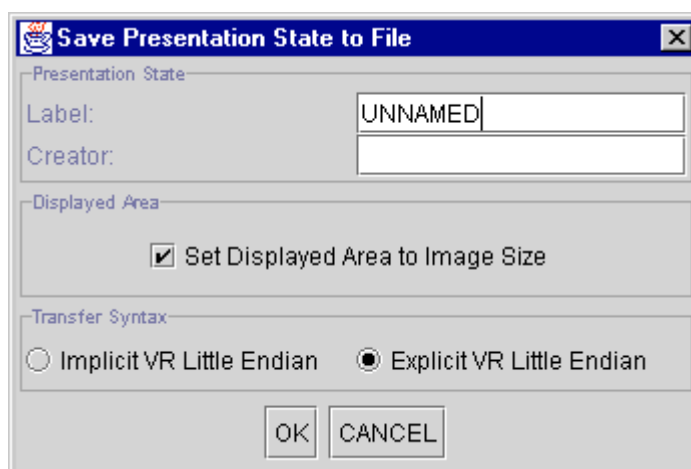 Save Presentation State to File
Presentation State
Label: UNNAMED
Creator:
Displayed Area
Set Displayed Area to Image Size
Transfer Syntax
Implicit VR Little Endian Explicit VR Little Endian
OK CANCEL